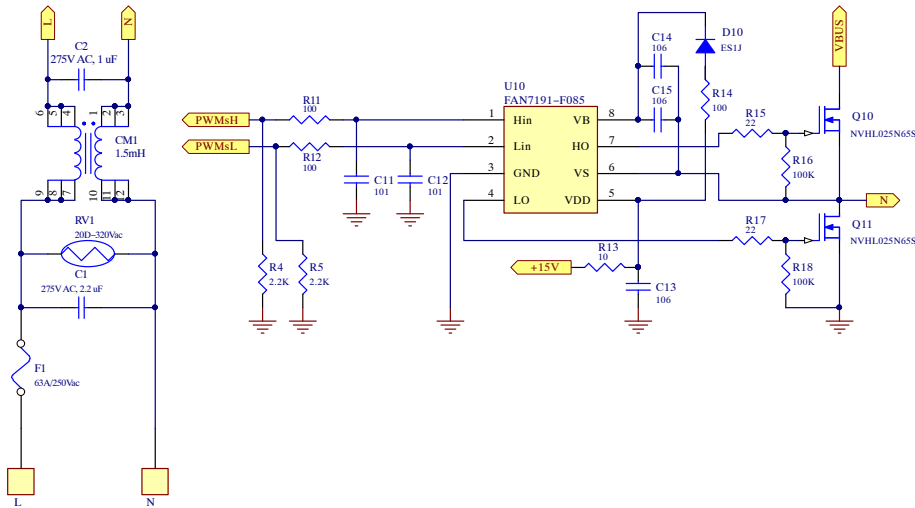 L
N
C2
275V AC, 1 uF
6
5
4
1
2
3
CM1
1.5mH
9
8
7
10
11
12
RV1
20D-320Vac
C1
275V AC, 2.2 uF
F1
63A/250Vac
L
N
PWMsH
PWMsL
R11
100
R12
100
C11
101
C12
101
R4
2.2K
R5
2.2K
U10
FAN7191-F085
1
Hin
VB
8
2
Lin
HO
7
3
GND
VS
6
4
LO
VDD
5
C14
106
C15
106
D10
ES1J
R14
100
R13
10
+15V
C13
106
R15
22
R16
100K
R17
22
R18
100K
VBUS
Q10
NVHL025N65S
N
Q11
NVHL025N65S